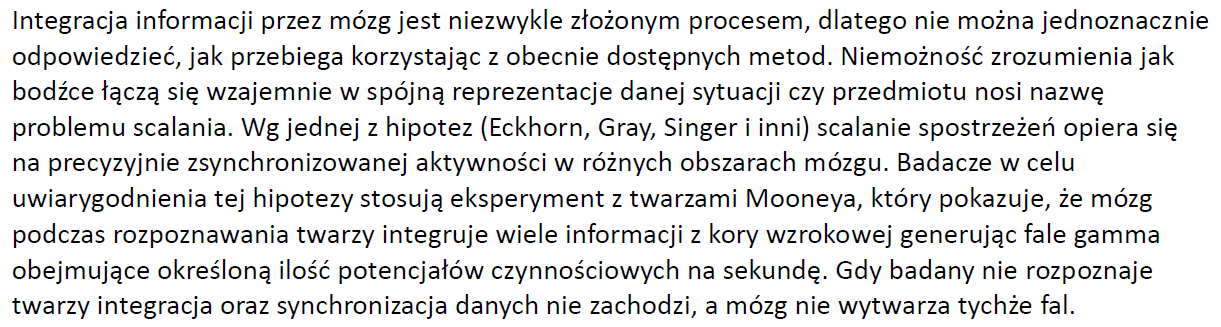 Integracja informacji przez mózg jest niezwykle złożonym procesem, dlatego nie można jednoznacznie
odpowiedzieć, jak przebiega korzystając z obecnie dostępnych metod. Niemożność zrozumienia jak
bodźce łączą się wzajemnie w spójną reprezentacje danej sytuacji czy przedmiotu nosi nazwę
problemu scalania. Wg jednej z hipotez (Eckhorn, Gray, Singer i inni) scalanie spostrzeżeń opiera się
na precyzyjnie zsynchronizowanej aktywności w różnych obszarach mózgu. Badacze w celu
uwiarygodnienia tej hipotezy stosują eksperyment z twarzami Mooneya, który pokazuje, że mózg
podczas rozpoznawania twarzy integruje wiele informacji z kory wzrokowej generując fale gamma
obejmujące określoną ilość potencjałów czynnościowych na sekundę. Gdy badany nie rozpoznaje
twarzy integracja oraz synchronizacja danych nie zachodzi, a mózg nie wytwarza tychże fal.